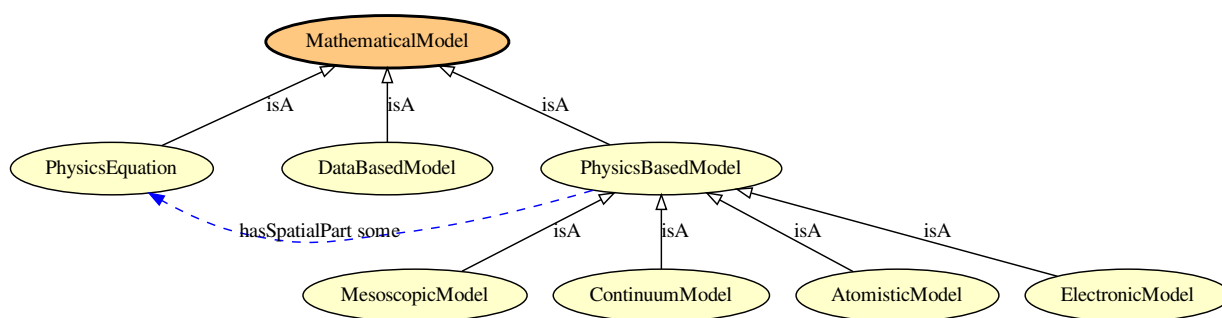 MathematicalModel
isA
isA
isA
PhysicsEquation
DataBasedModel
PhysicsBasedModel
hasSpatialPart some
isA
isA
isA
isA
MesoscopicModel
ContinuumModel
AtomisticModel
ElectronicModel